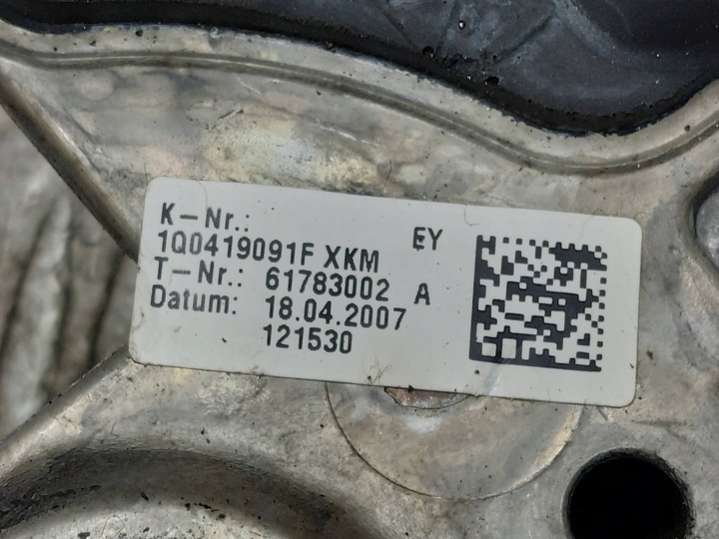 K-Nr.: EY
1Q0419091F XKM
T-Nr.: 61783002 A
Datum: 18.04.2007
121530